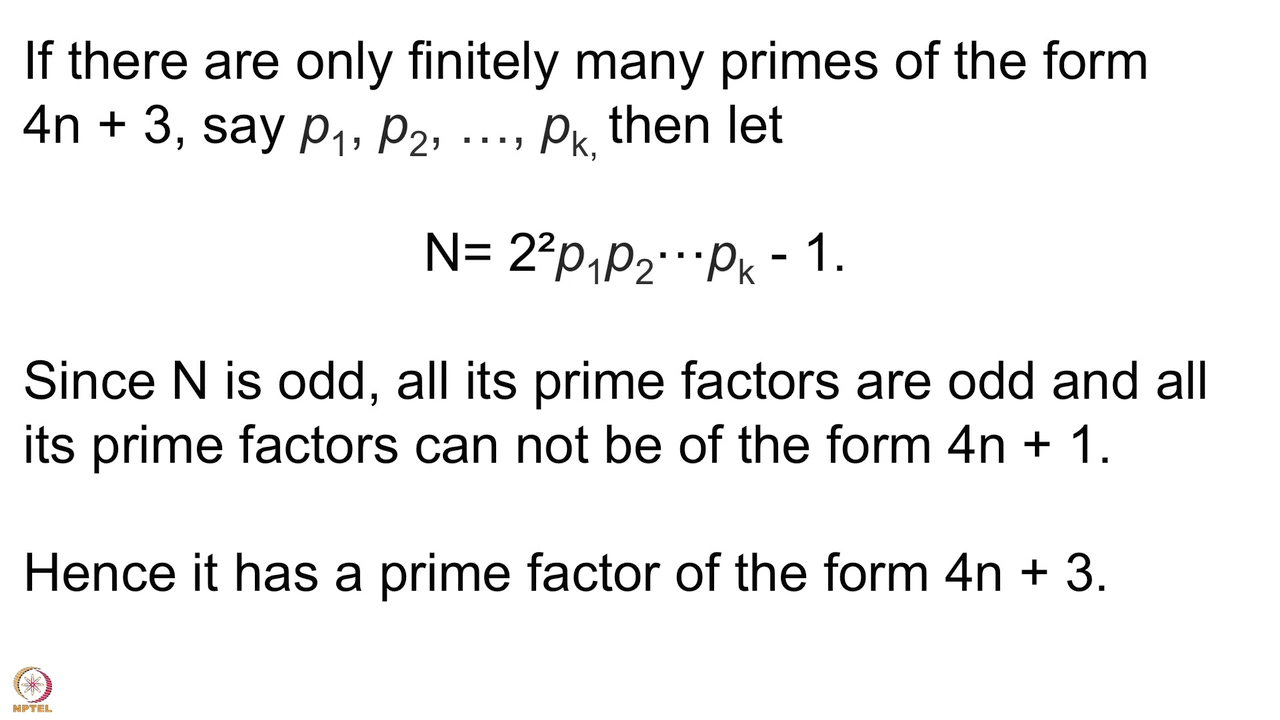 If there are only finitely many primes of the form
4n + 3, say p₁, p₂, …, pₖ, then let
N= 2²p₁p₂⋯pₖ - 1.
Since N is odd, all its prime factors are odd and all
its prime factors can not be of the form 4n + 1.
Hence it has a prime factor of the form 4n + 3.
NPTEL